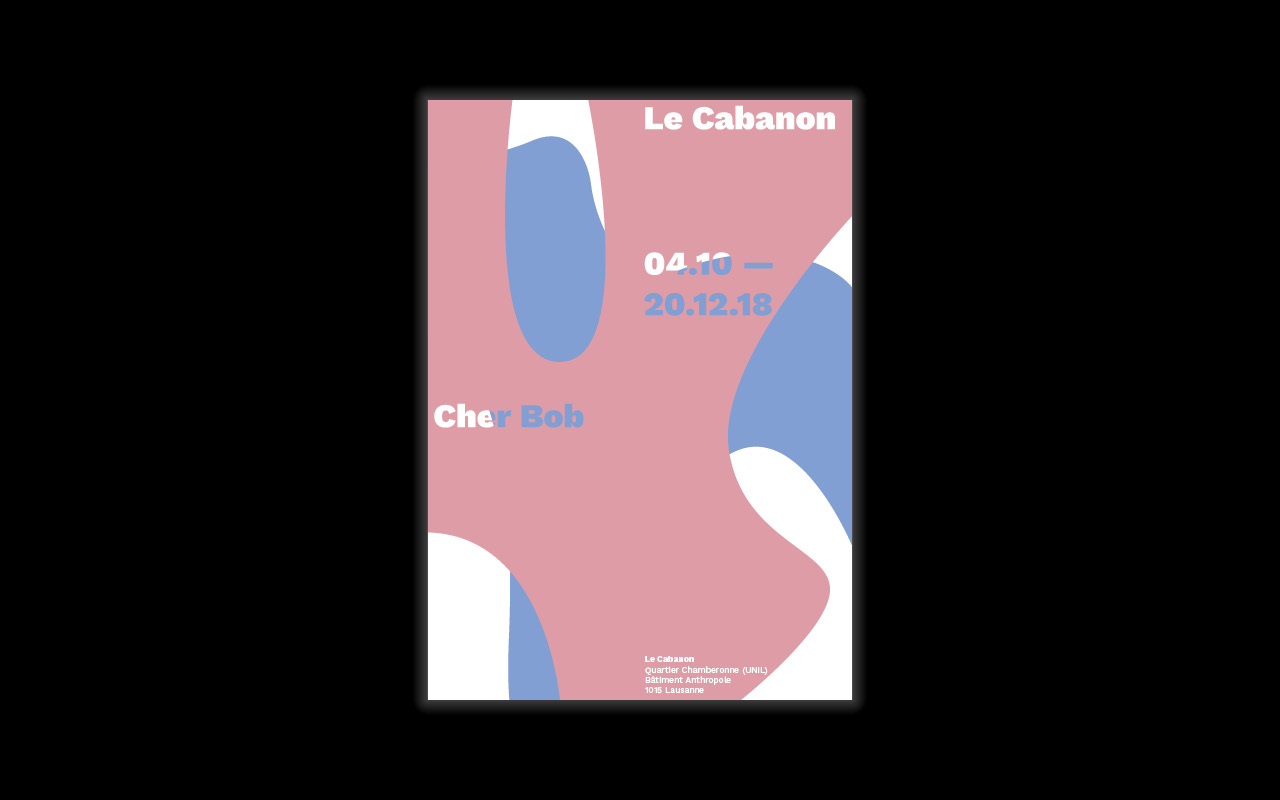 Le Cabanon
04.10 —
20.12.18
Cher Bob
Le Cabanon
Quartier Chamberonne (UNIL)
Bâtiment Anthropole
1015 Lausanne